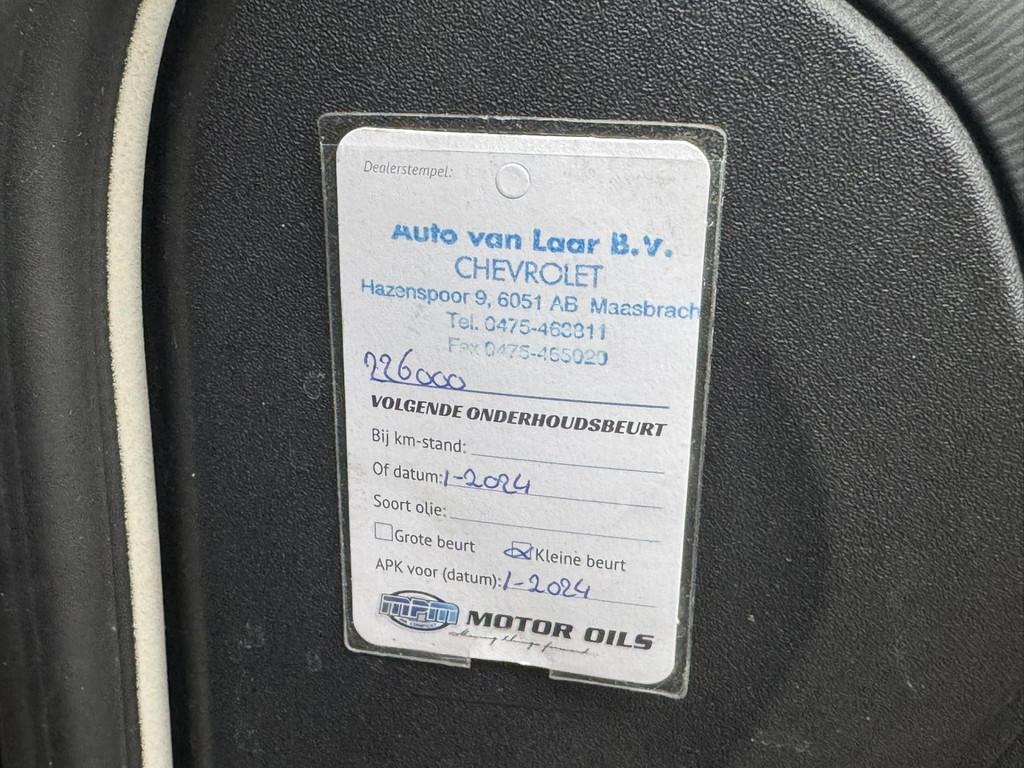 Dealerstempel:
Auto van Laar B.V.
CHEVROLET
Hazenspoor 9, 6051 AB Maasbrach
Tel. 0475-463811
Fax 0475-465020
226000
VOLGENDE ONDERHOUDSBEURT
Bij km-stand:
Of datum: 1-2024
Soort olie:
Grote beurt Kleine beurt
APK voor (datum): 1-2024
MPM MOTOR OILS